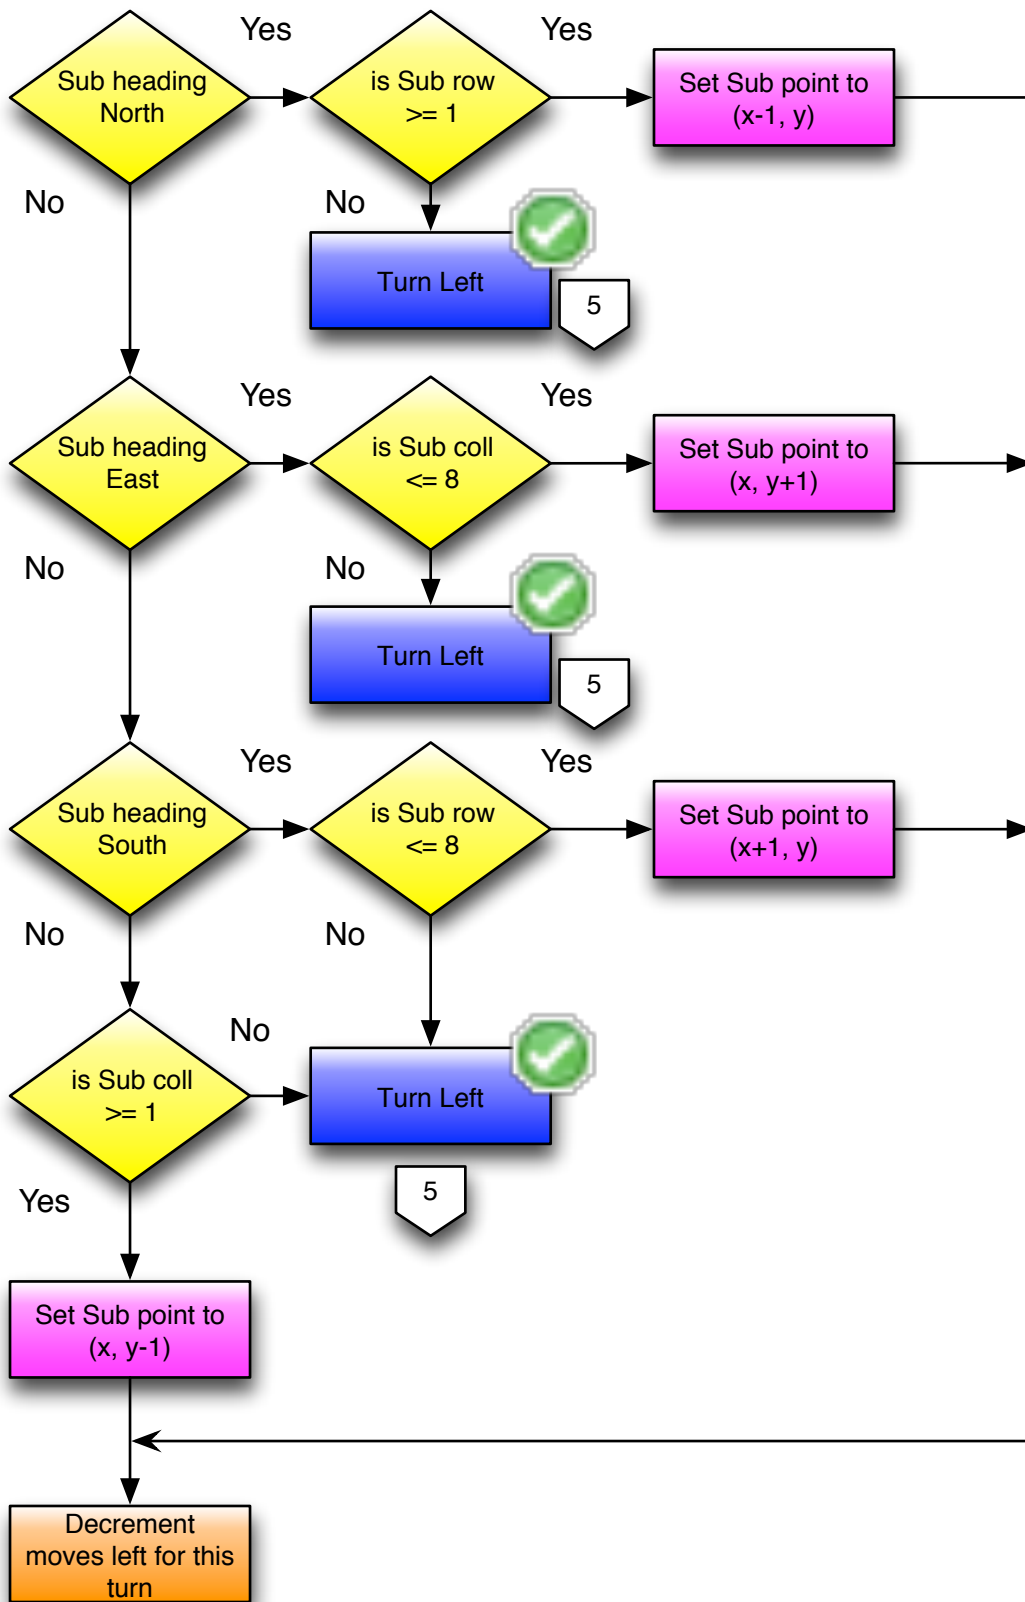 Yes
Yes
Sub heading
North
is Sub row
>= 1
Set Sub point to
(x-1, y)
No
No
Turn Left
5
Yes
Yes
Sub heading
East
is Sub coll
<= 8
Set Sub point to
(x, y+1)
No
No
Turn Left
5
Yes
Yes
Sub heading
South
is Sub row
<= 8
Set Sub point to
(x+1, y)
No
No
No
is Sub coll
>= 1
Turn Left
5
Yes
Set Sub point to
(x, y-1)
Decrement
moves left for this
turn